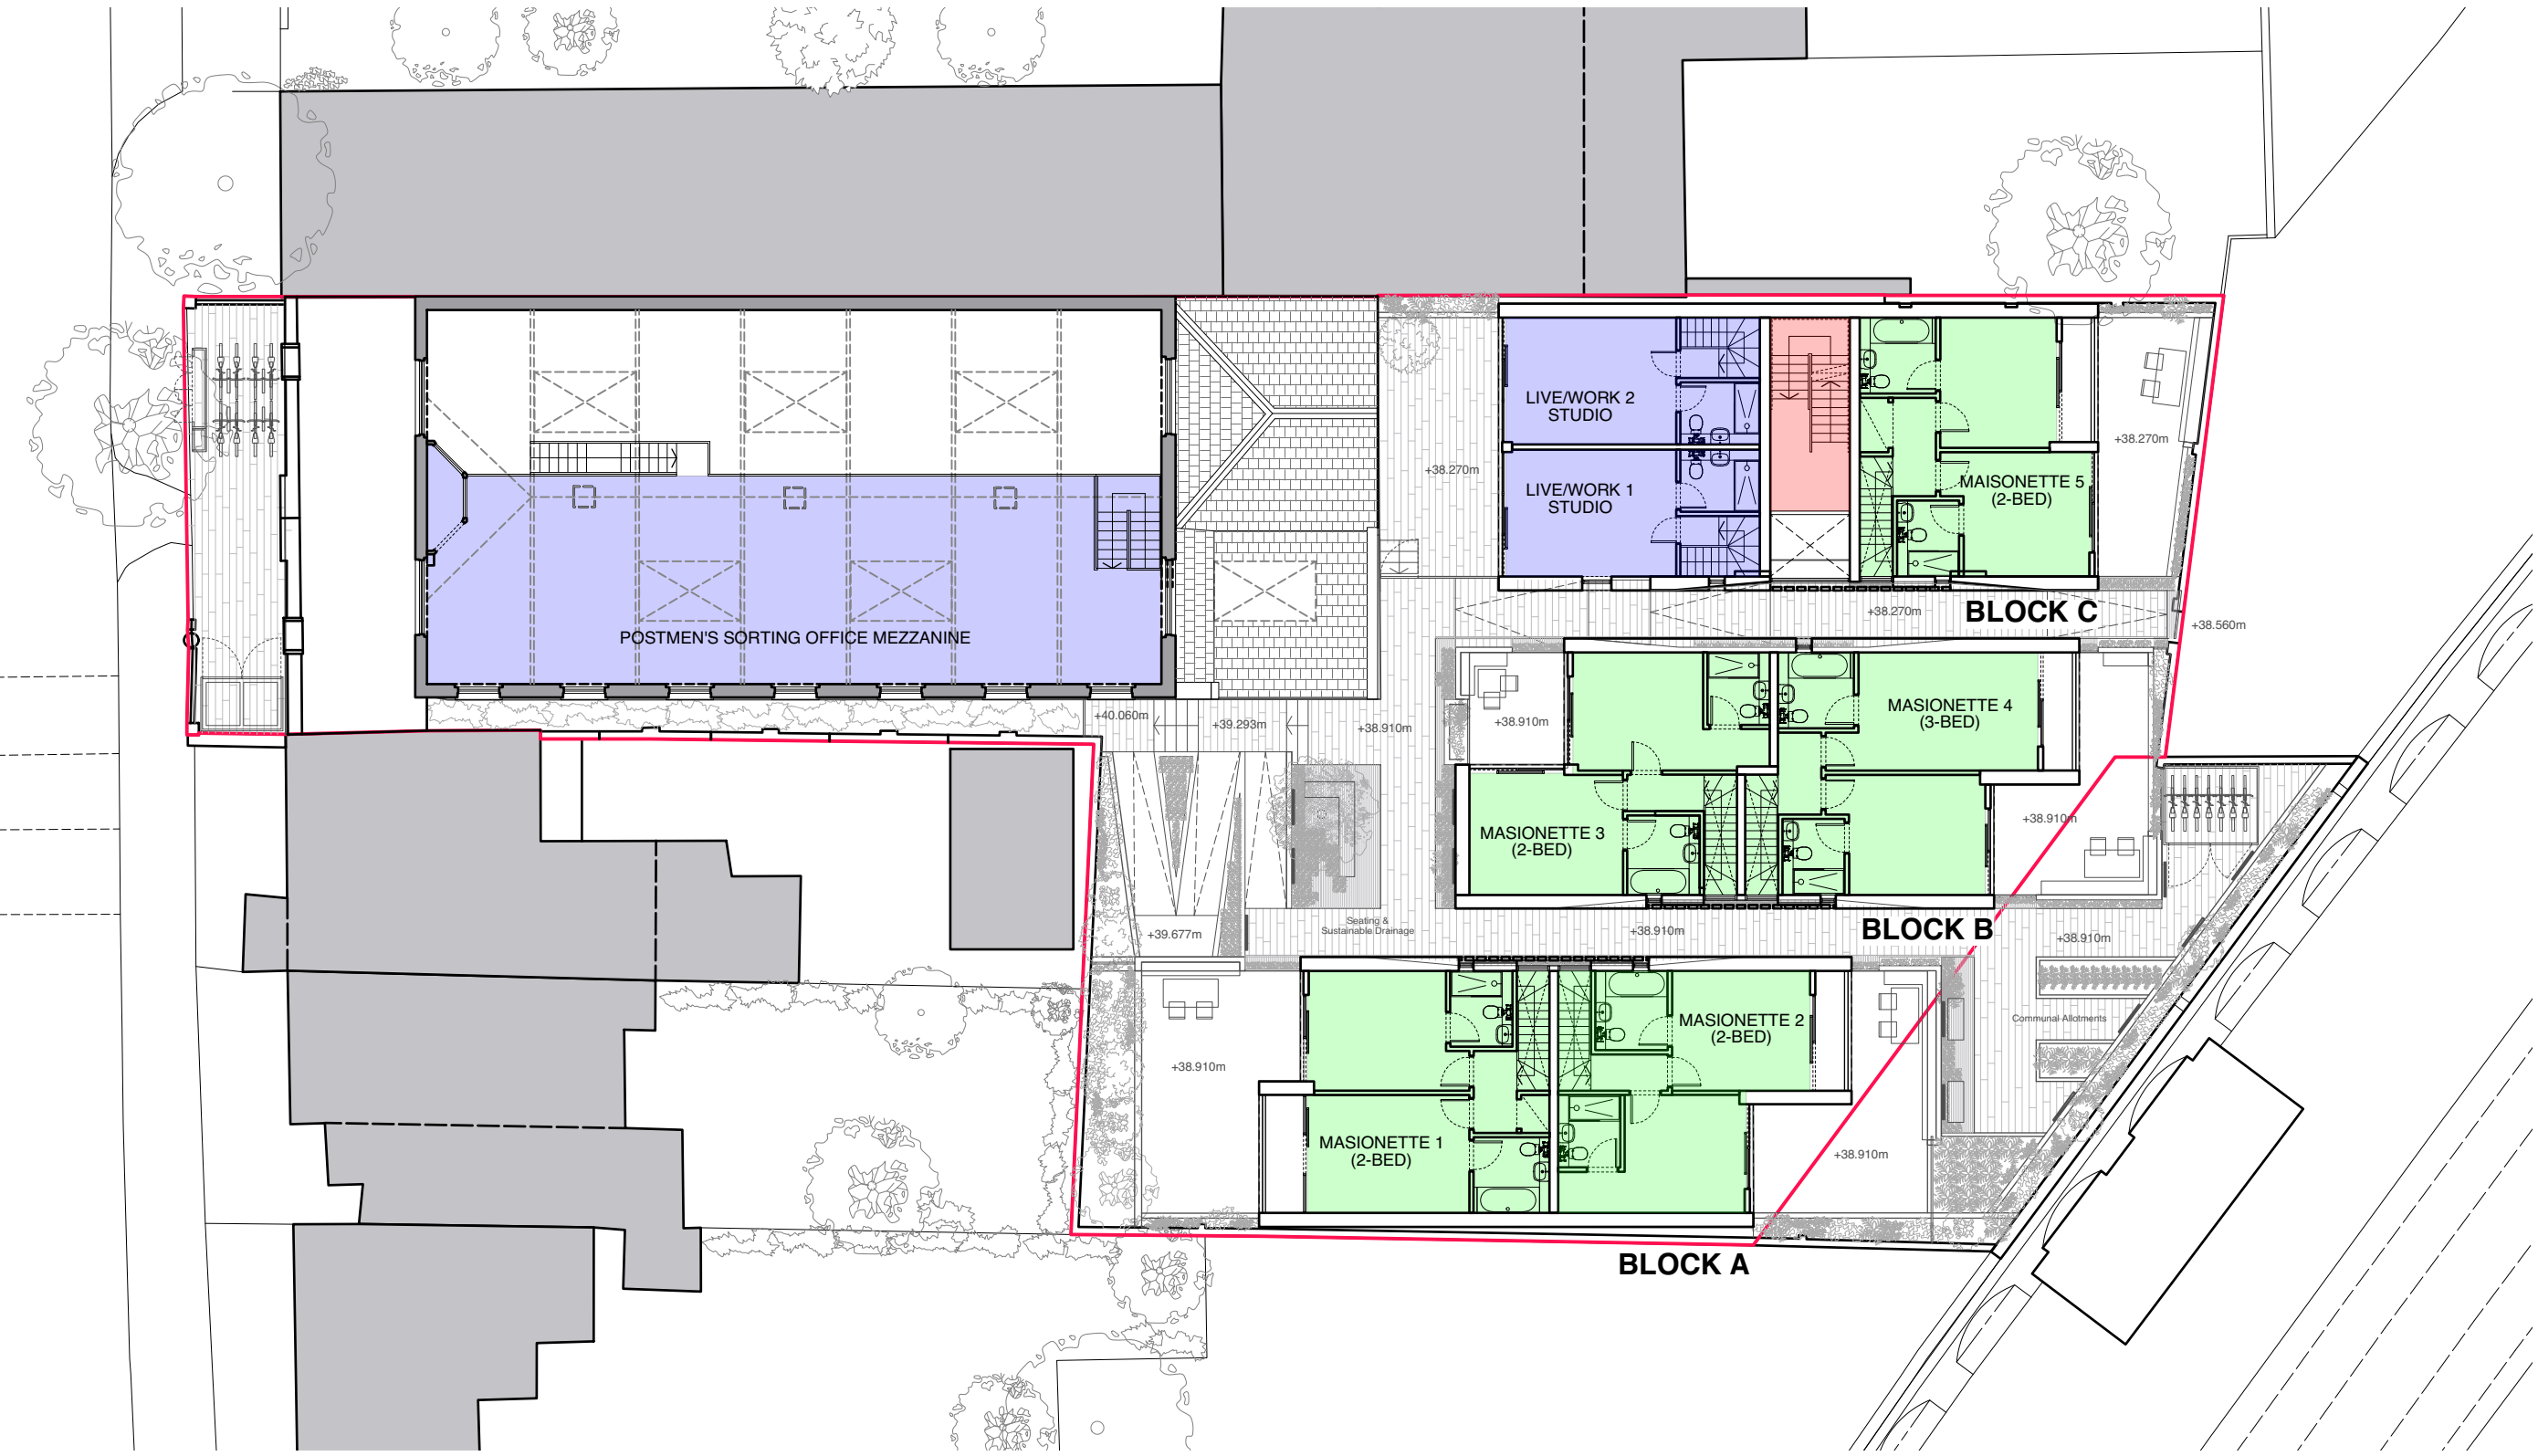 LIVE/WORK 2
STUDIO
LIVE/WORK 1
STUDIO
MAISONETTE 5
(2-BED)
+38.270m
+38.270m
+38.270m
BLOCK C
+38.560m
POSTMEN'S SORTING OFFICE MEZZANINE
+40.060m
+39.293m
+38.910m
+38.910m
MASIONETTE 4
(3-BED)
MASIONETTE 3
(2-BED)
+38.910m
Seating &
Sustainable Drainage
+39.677m
+38.910m
BLOCK B
+38.910m
Communal Allotments
MASIONETTE 2
(2-BED)
+38.910m
MASIONETTE 1
(2-BED)
+38.910m
BLOCK A